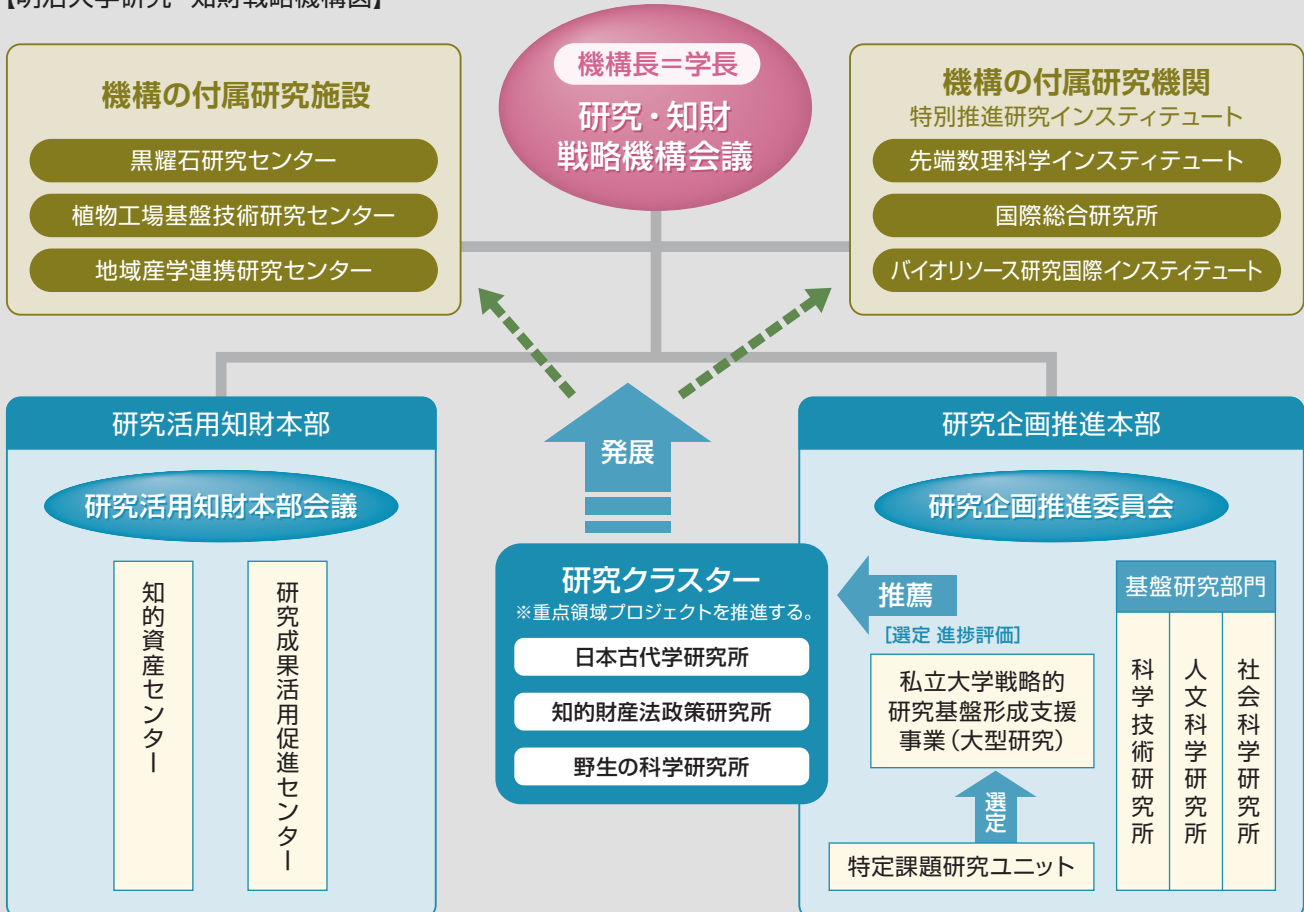 【明治大学研究・知財戦略機構図】
機構長＝学長
研究・知財
戦略機構会議
機構の付属研究施設
黒耀石研究センター
植物工場基盤技術研究センター
地域産学連携研究センター
機構の付属研究機関
特別推進研究インスティテュート
先端数理科学インスティテュート
国際総合研究所
バイオリソース研究国際インスティテュート
研究活用知財本部
研究活用知財本部会議
知的資産センター
研究成果活用促進センター
発展
研究クラスター
※重点領域プロジェクトを推進する。
日本古代学研究所
知的財産法政策研究所
野生の科学研究所
研究企画推進本部
研究企画推進委員会
推薦
［選定 進捗評価］
私立大学戦略的
研究基盤形成支援
事業（大型研究）
選定
特定課題研究ユニット
基盤研究部門
科学技術研究所
人文科学研究所
社会科学研究所